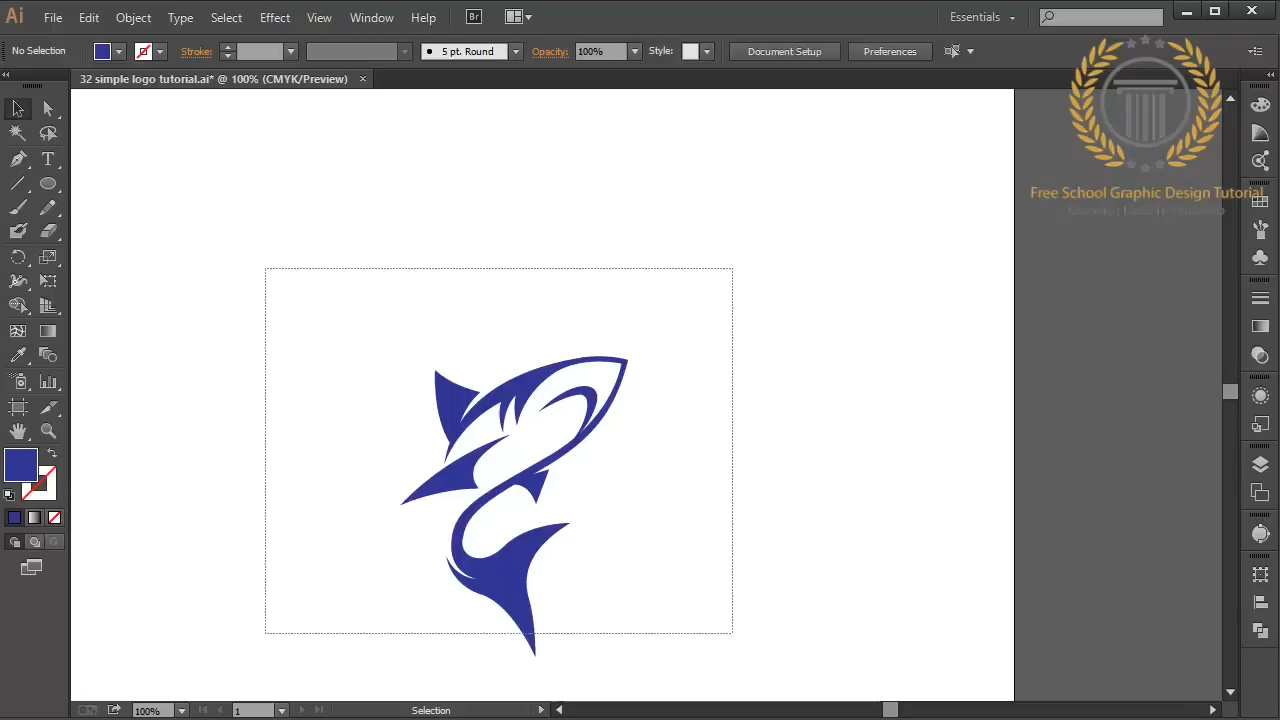 Ai File Edit Object Type Select Effect View Window Help Br Essentials
No Selection Stroke: 5 pt. Round Opacity: 100% Style: Document Setup Preferences
32 simple logo tutorial.ai* @ 100% (CMYK/Preview)
Free School Graphic Design Tutorial
100% 1 Selection